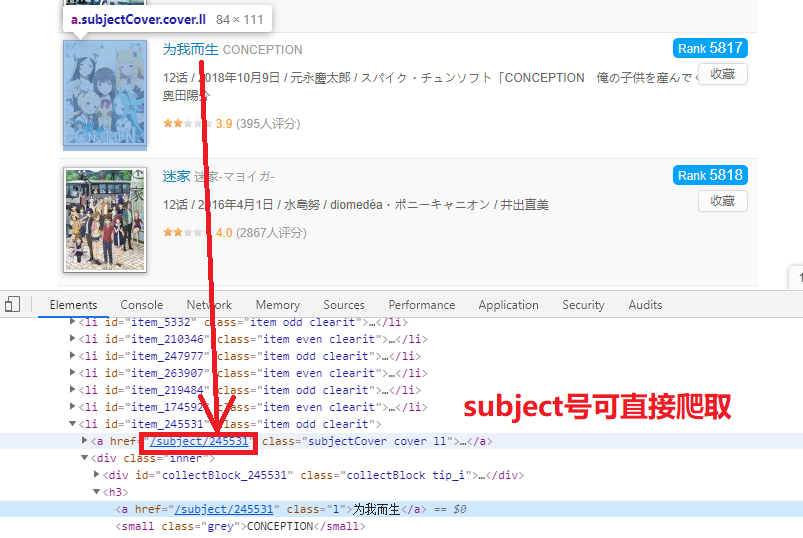 a.subjectCover.cover.ll 84 × 111
为我而生 CONCEPTION
Rank 5817
收藏
12话 / 2018年10月9日 / 元永慶太郎 / スパイク・チュンソフト「CONCEPTION 俺の子供を産んでく
奥田陽介
3.9 (395人评分)
迷家 迷家-マヨイガ-
Rank 5818
收藏
12话 / 2016年4月1日 / 水島努 / diomedéa・ポニーキャニオン / 井出直美
4.0 (2867人评分)
1
Elements Console Network Memory Sources Performance Application Security Audits
<li id="item_5332" class="item odd clearit">…</li>
<li id="item_210346" class="item even clearit">…</li>
<li id="item_247977" class="item odd clearit">…</li>
<li id="item_263907" class="item even clearit">…</li>
<li id="item_219484" class="item odd clearit">…</li>
<li id="item_174592" class="item even clearit">…</li>
<li id="item_245531" class="item odd clearit">
subject号可直接爬取
<a href="/subject/245531" class="subjectCover cover ll">…</a>
<div class="inner">
<div id="collectBlock_245531" class="collectBlock tip_i">…</div>
<h3>
<a href="/subject/245531" class="l">为我而生</a> == $0
<small class="grey">CONCEPTION</small>